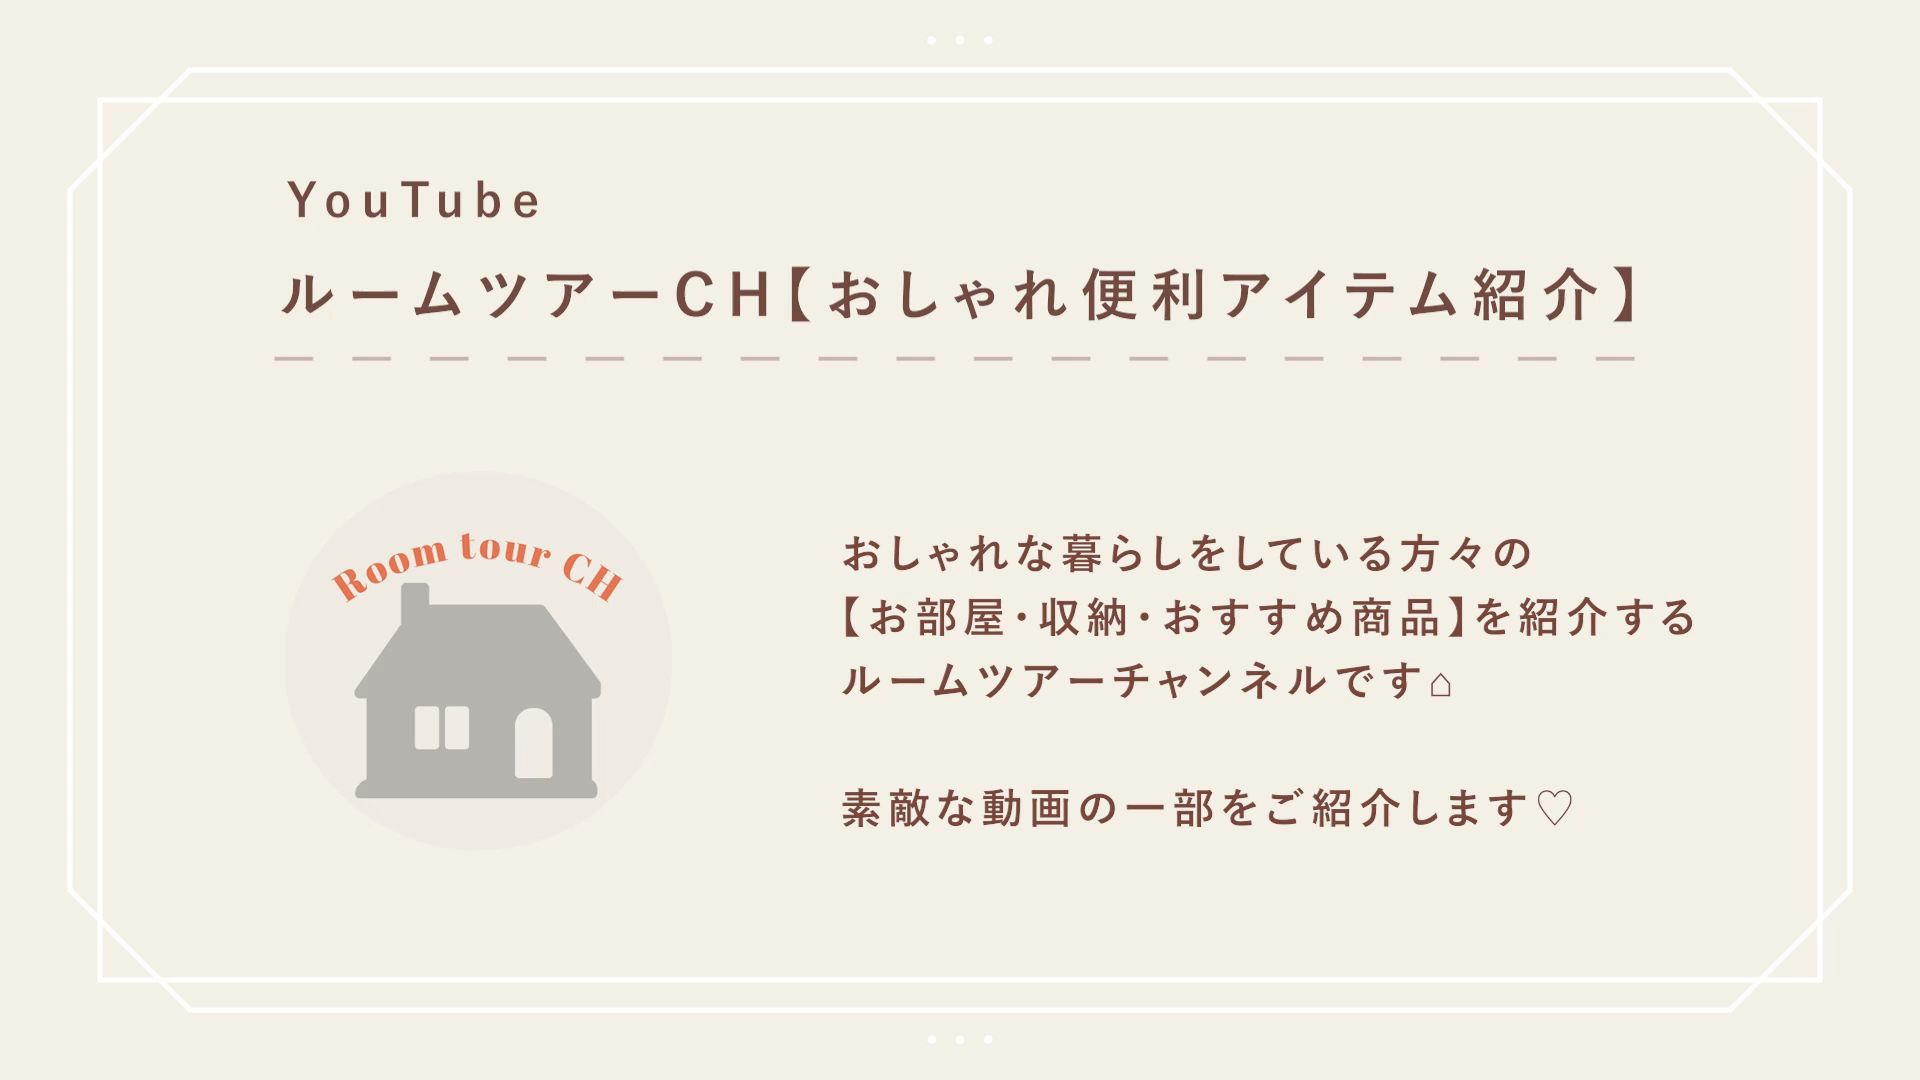 YouTube
ルームツアーCH【おしゃれ便利アイテム紹介】
Room tour CH
おしゃれな暮らしをしている方々の
【お部屋・収納・おすすめ商品】を紹介する
ルームツアーチャンネルです⌂
素敵な動画の一部をご紹介します♡